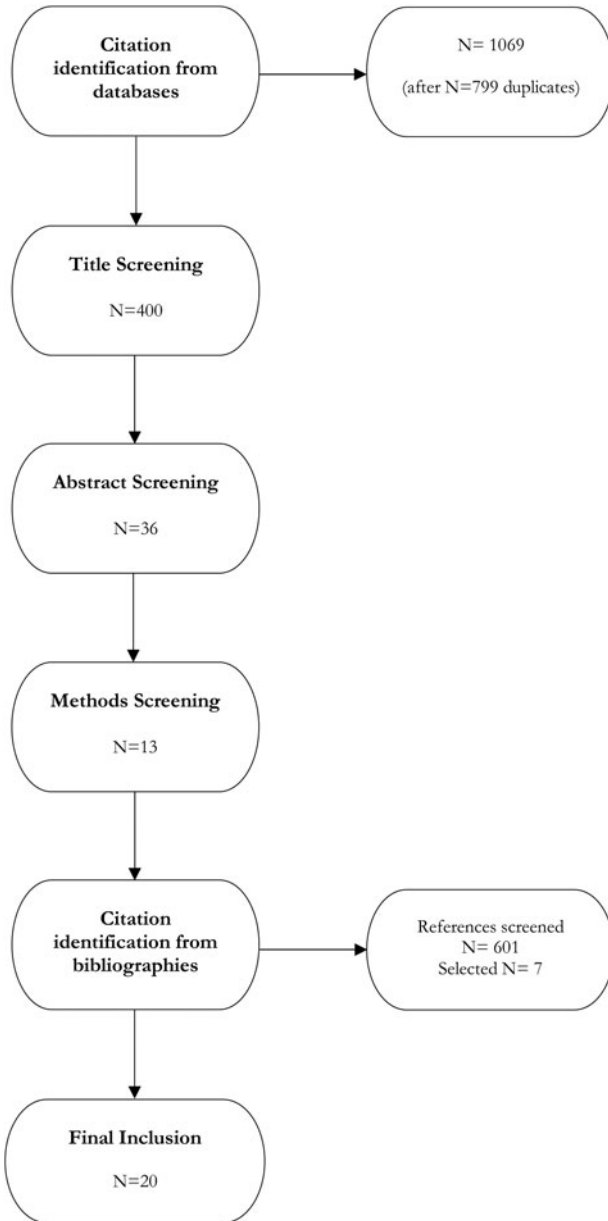 Citation
identification from
databases
N= 1069
(after N=799 duplicates)
Title Screening
N=400
Abstract Screening
N=36
Methods Screening
N=13
Citation
identification from
bibliographies
References screened
N= 601
Selected N= 7
Final Inclusion
N=20